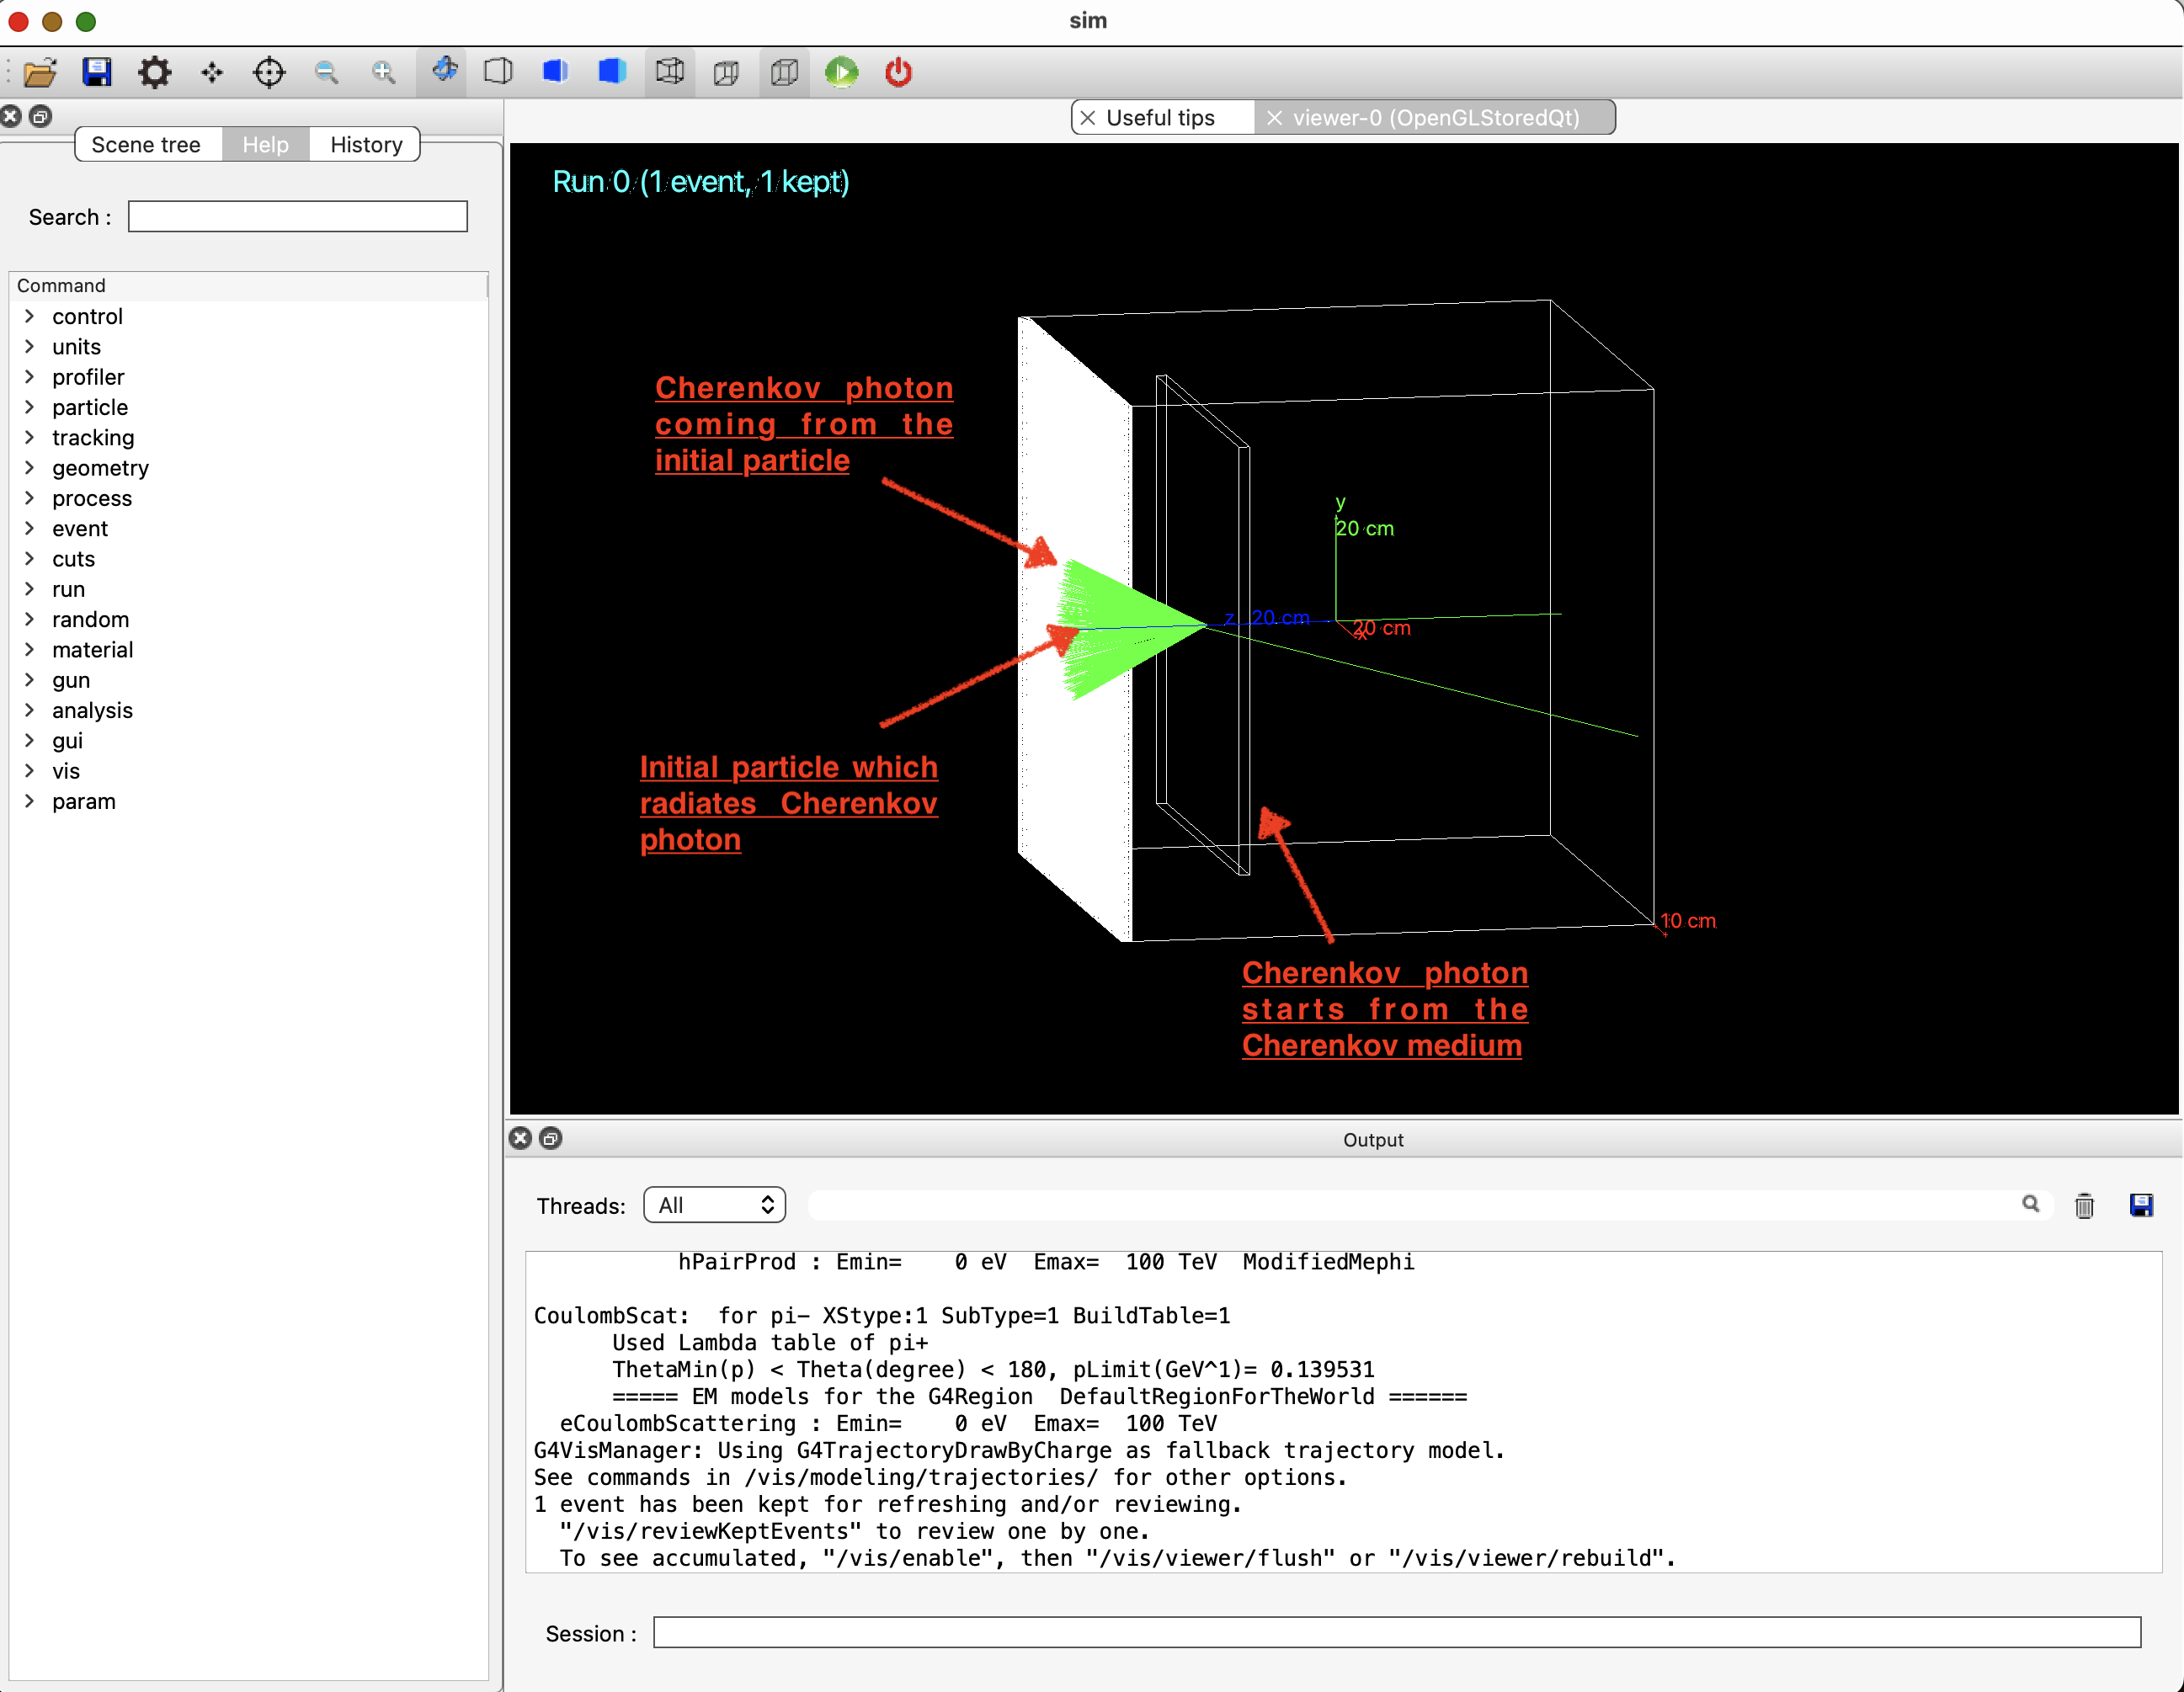 sim
Useful tips
viewer-0 (OpenGLStoredQt)
Scene tree
Help
History
Search :
Command
control
units
profiler
particle
tracking
geometry
process
event
cuts
run
random
material
gun
analysis
gui
vis
param
Run 0 (1 event, 1 kept)
Cherenkov photon
coming from the
initial particle
y
20 cm
z 20 cm
20 cm
x
Initial particle which
radiates Cherenkov
photon
10 cm
Cherenkov photon
starts from the
Cherenkov medium
Output
Threads: All
hPairProd : Emin= 0 eV Emax= 100 TeV ModifiedMephi
CoulombScat: for pi- XStype:1 SubType=1 BuildTable=1
Used Lambda table of pi+
ThetaMin(p) < Theta(degree) < 180, pLimit(GeV^1)= 0.139531
===== EM models for the G4Region DefaultRegionForTheWorld ======
eCoulombScattering : Emin= 0 eV Emax= 100 TeV
G4VisManager: Using G4TrajectoryDrawByCharge as fallback trajectory model.
See commands in /vis/modeling/trajectories/ for other options.
1 event has been kept for refreshing and/or reviewing.
"/vis/reviewKeptEvents" to review one by one.
To see accumulated, "/vis/enable", then "/vis/viewer/flush" or "/vis/viewer/rebuild".
Session :